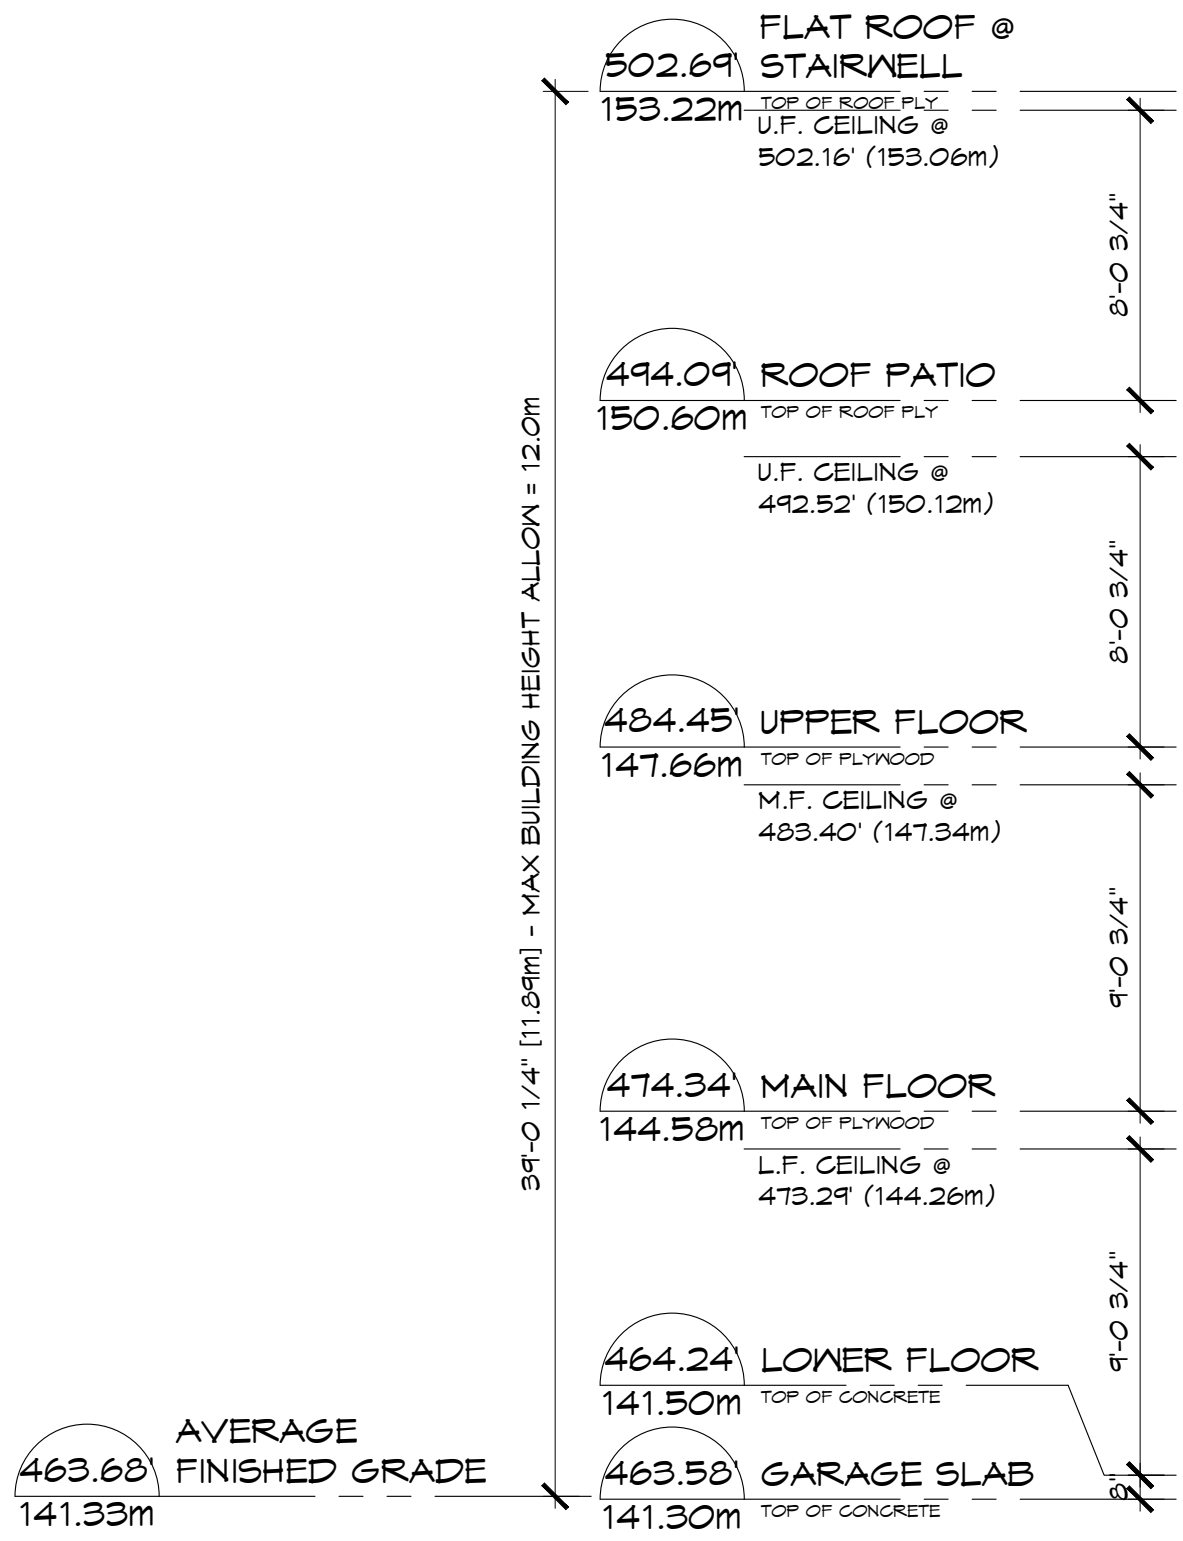 FLAT ROOF @
502.69' STAIRWELL
153.22m TOP OF ROOF PLY
U.F. CEILING @
502.16' (153.06m)
8'-0 3/4"
494.09' ROOF PATIO
150.60m TOP OF ROOF PLY
U.F. CEILING @
492.52' (150.12m)
8'-0 3/4"
39'-0 1/4" [11.89m] - MAX BUILDING HEIGHT ALLOW = 12.0m
484.45' UPPER FLOOR
147.66m TOP OF PLYWOOD
M.F. CEILING @
483.40' (147.34m)
9'-0 3/4"
474.34' MAIN FLOOR
144.58m TOP OF PLYWOOD
L.F. CEILING @
473.29' (144.26m)
9'-0 3/4"
464.24' LOWER FLOOR
141.50m TOP OF CONCRETE
AVERAGE
463.68' FINISHED GRADE
141.33m
463.58' GARAGE SLAB
141.30m TOP OF CONCRETE
8"